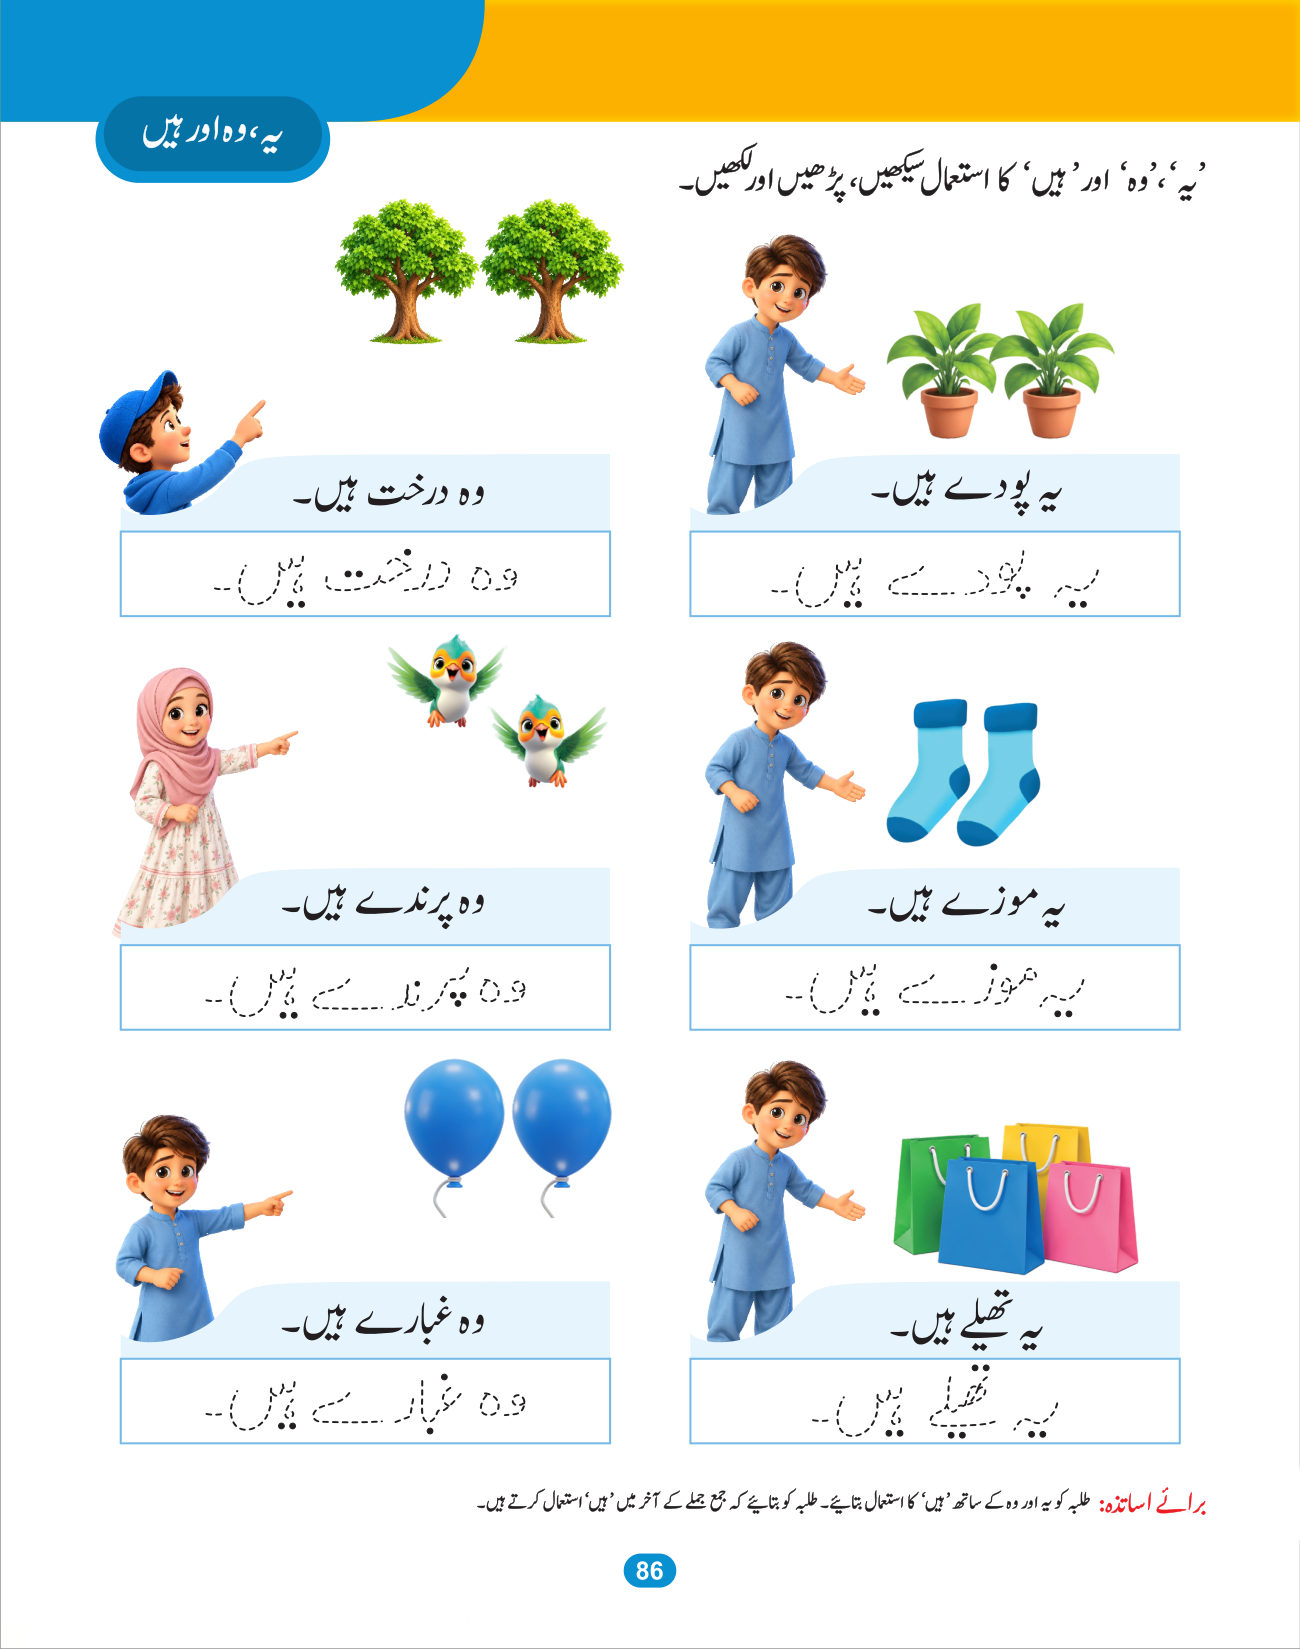 یہ، وہ اور ہیں
’یہ‘، ’وہ‘ اور ’ہیں‘ کا استعمال سیکھیں، پڑھیں اور لکھیں۔
یہ پودے ہیں۔
یہ پودے ہیں۔
وہ درخت ہیں۔
وہ درخت ہیں۔
یہ موزے ہیں۔
یہ موزے ہیں۔
وہ پرندے ہیں۔
وہ پرندے ہیں۔
یہ تھیلے ہیں۔
یہ تھیلے ہیں۔
وہ غبارے ہیں۔
وہ غبارے ہیں۔
برائے اساتذہ: طلبہ کو یہ اور وہ کے ساتھ ’ہیں‘ کا استعمال بتائیے۔ طلبہ کو بتائیے کہ جمع جملے کے آخر میں ’ہیں‘ استعمال کرتے ہیں۔
86